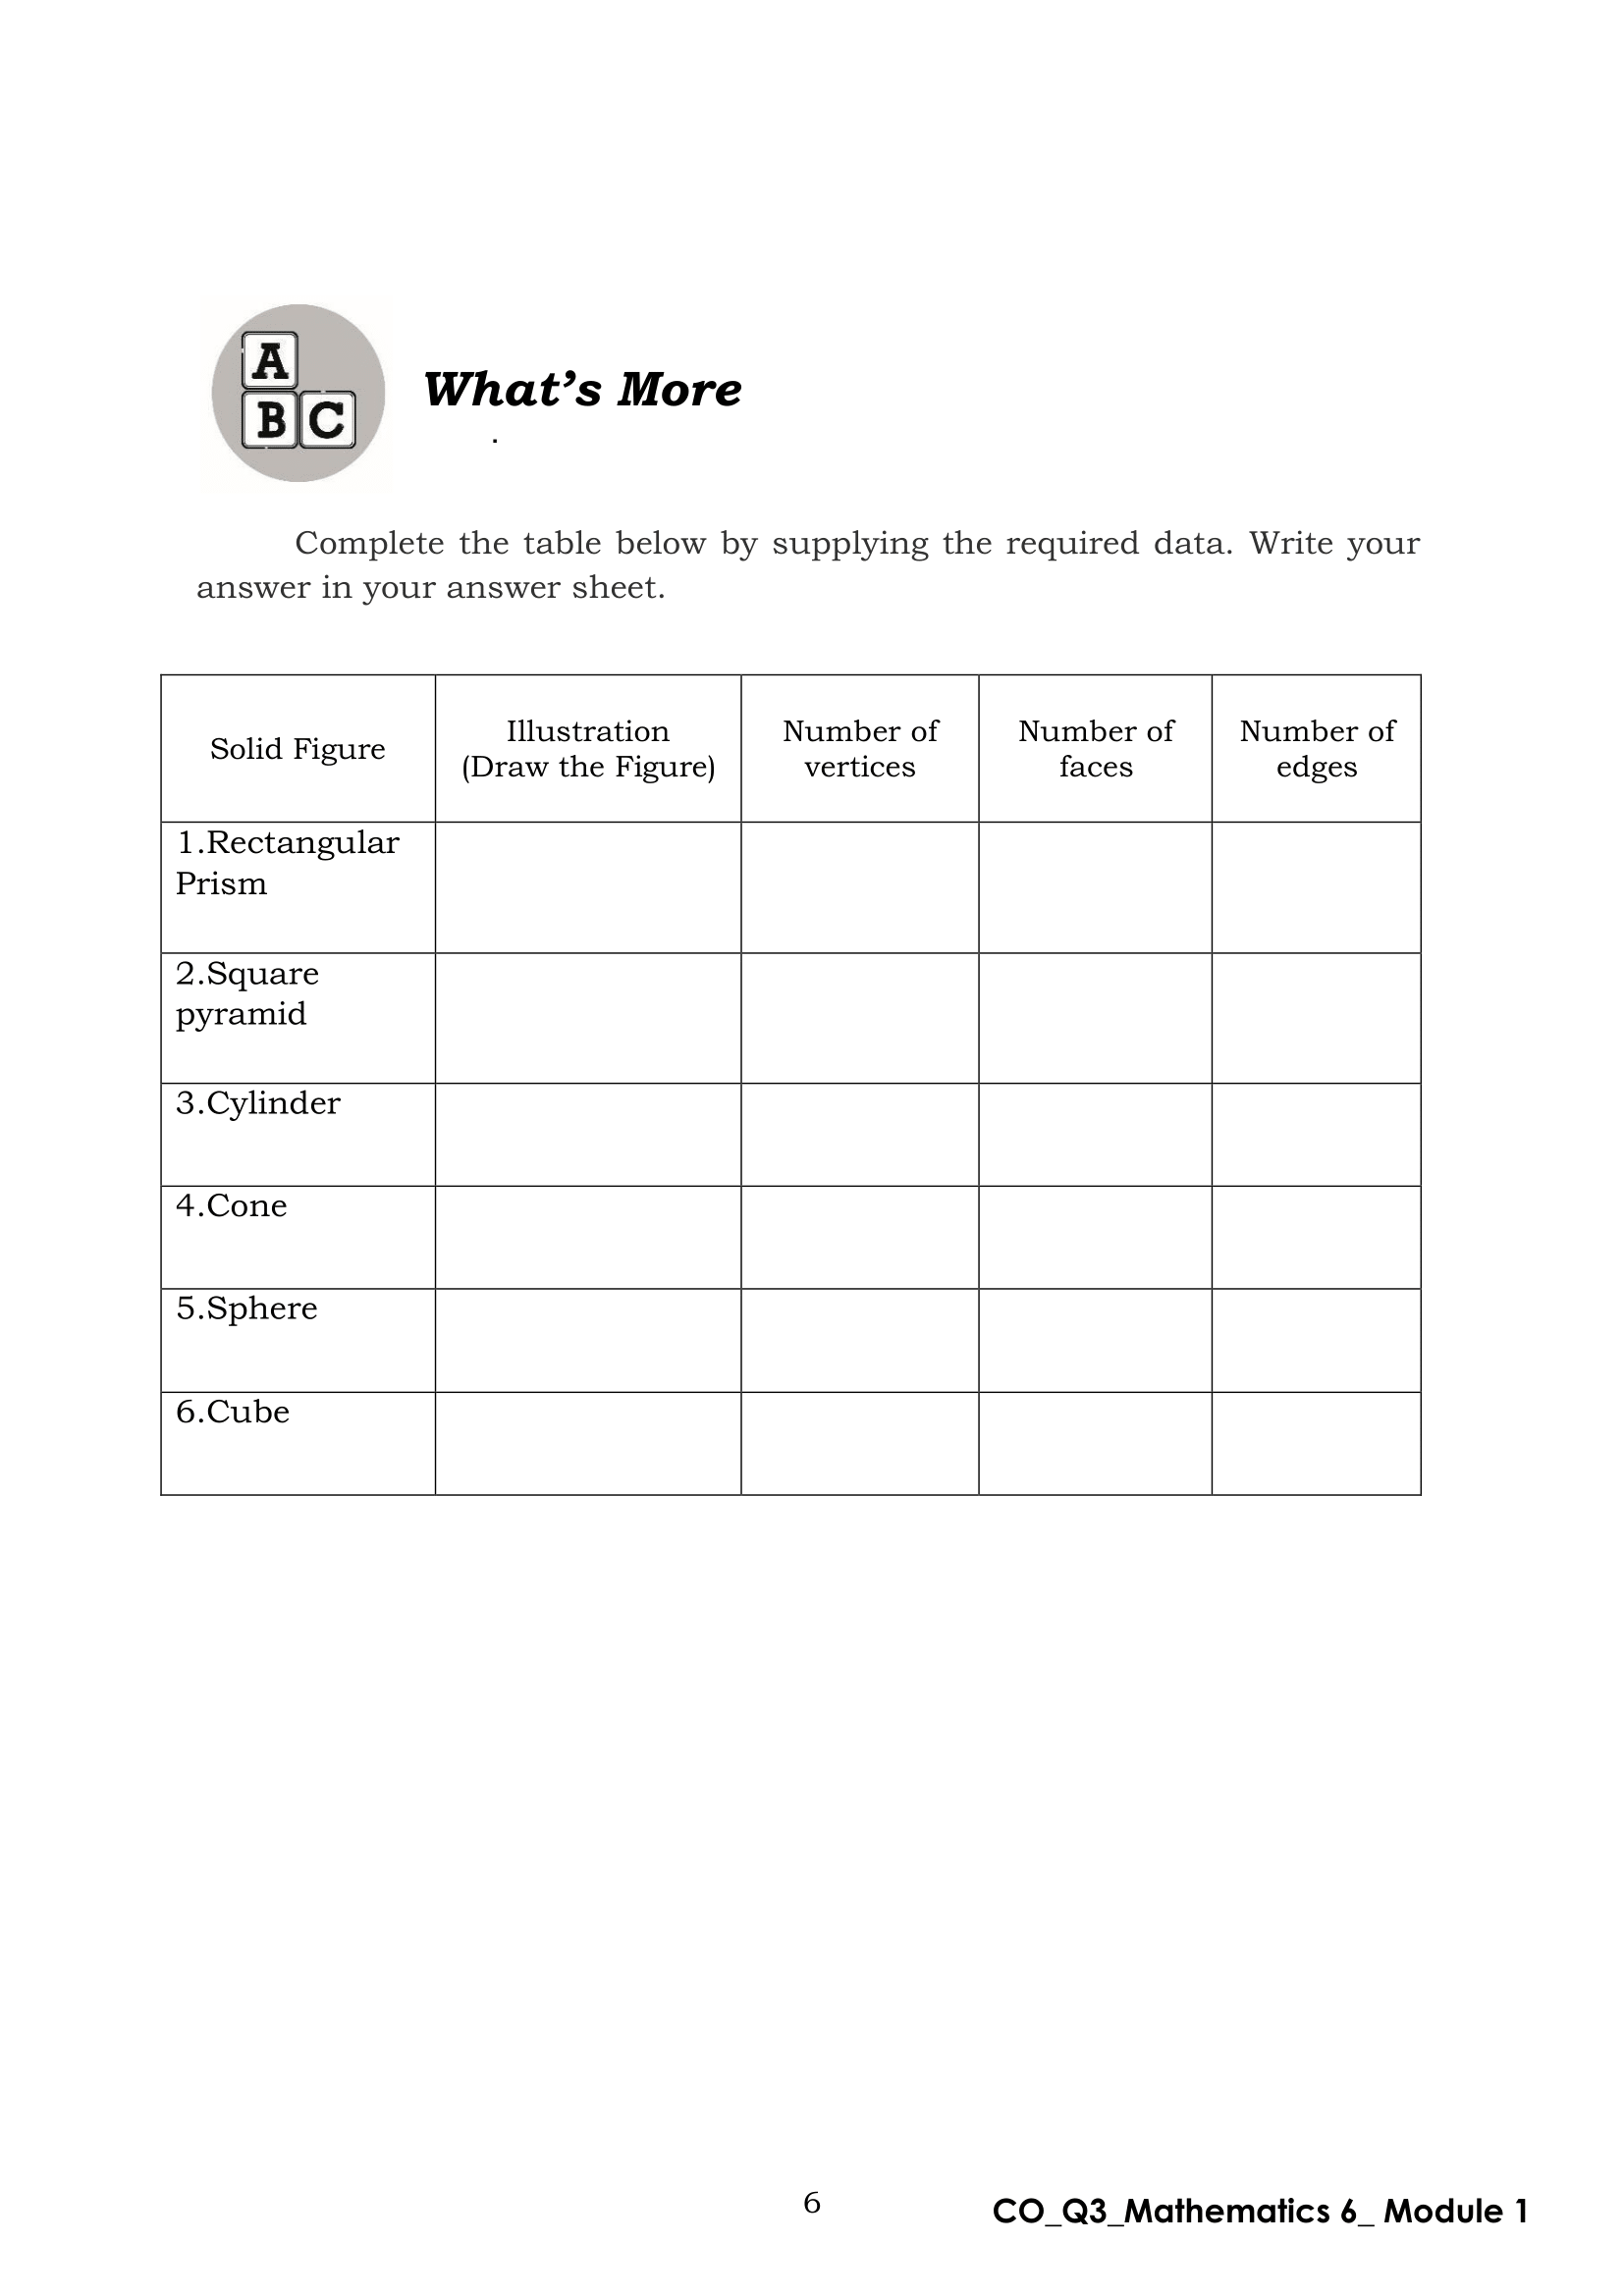 A
B C
What's More
.
Complete the table below by supplying the required data. Write your
answer in your answer sheet.
Solid Figure
Illustration
(Draw the Figure)
Number of
vertices
Number of
faces
Number of
edges
1.Rectangular
Prism
2.Square
pyramid
3.Cylinder
4.Cone
5.Sphere
6.Cube
6
CO_Q3_Mathematics 6_ Module 1